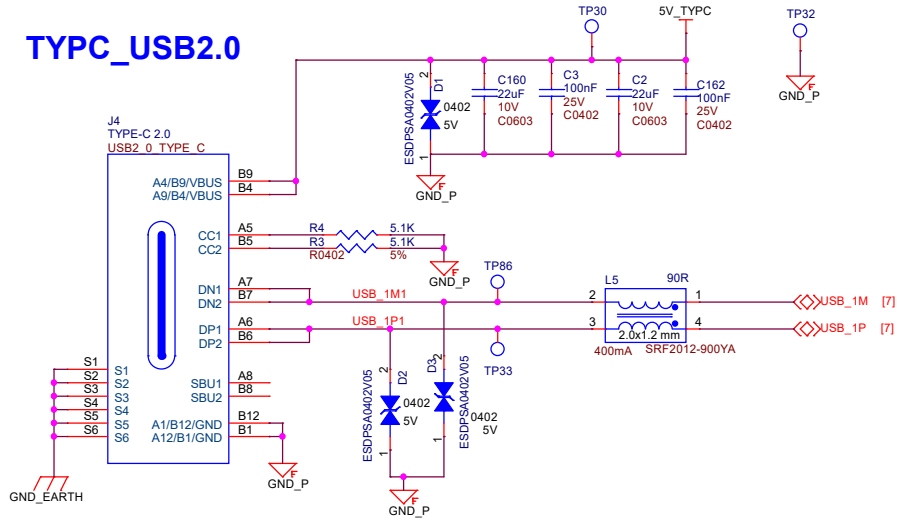 TYPC_USB2.0
TP30
5V_TYPC
TP32
GND_P
2
D1
ESDPSA0402V05
0402
5V
1
GND_P
C160
22uF
10V
C0603
C3
100nF
25V
C0402
C2
22uF
10V
C0603
C162
100nF
25V
C0402
J4
TYPE-C 2.0
USB2_0_TYPE_C
A4/B9/VBUS B9
A9/B4/VBUS B4
CC1 A5
CC2 B5
R4 5.1K
R3 5.1K
R0402 5%
GND_P
DN1 A7
DN2 B7
DP1 A6
DP2 B6
USB_1M1
USB_1P1
TP86
TP33
L5 90R
2 1
3 4
2.0x1.2 mm
400mA SRF2012-900YA
USB_1M [7]
USB_1P [7]
S1 S1
S2 S2
S3 S3
S4 S4
S5 S5
S6 S6
SBU1 A8
SBU2 B8
A1/B12/GND B12
A12/B1/GND B1
GND_EARTH
GND_P
2
D2
ESDPSA0402V05
0402
5V
1
2
D3
ESDPSA0402V05
0402
5V
1
GND_P